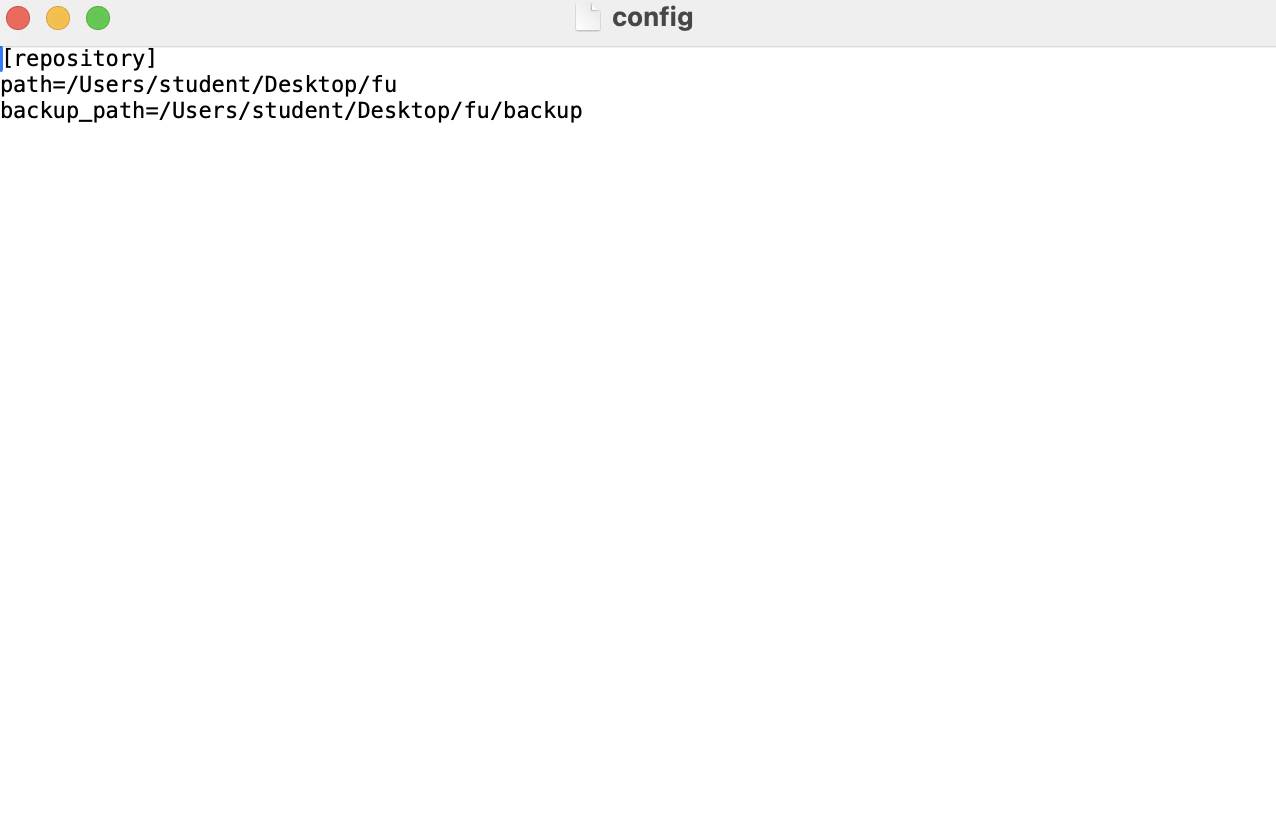 config
[repository]
path=/Users/student/Desktop/fu
backup_path=/Users/student/Desktop/fu/backup